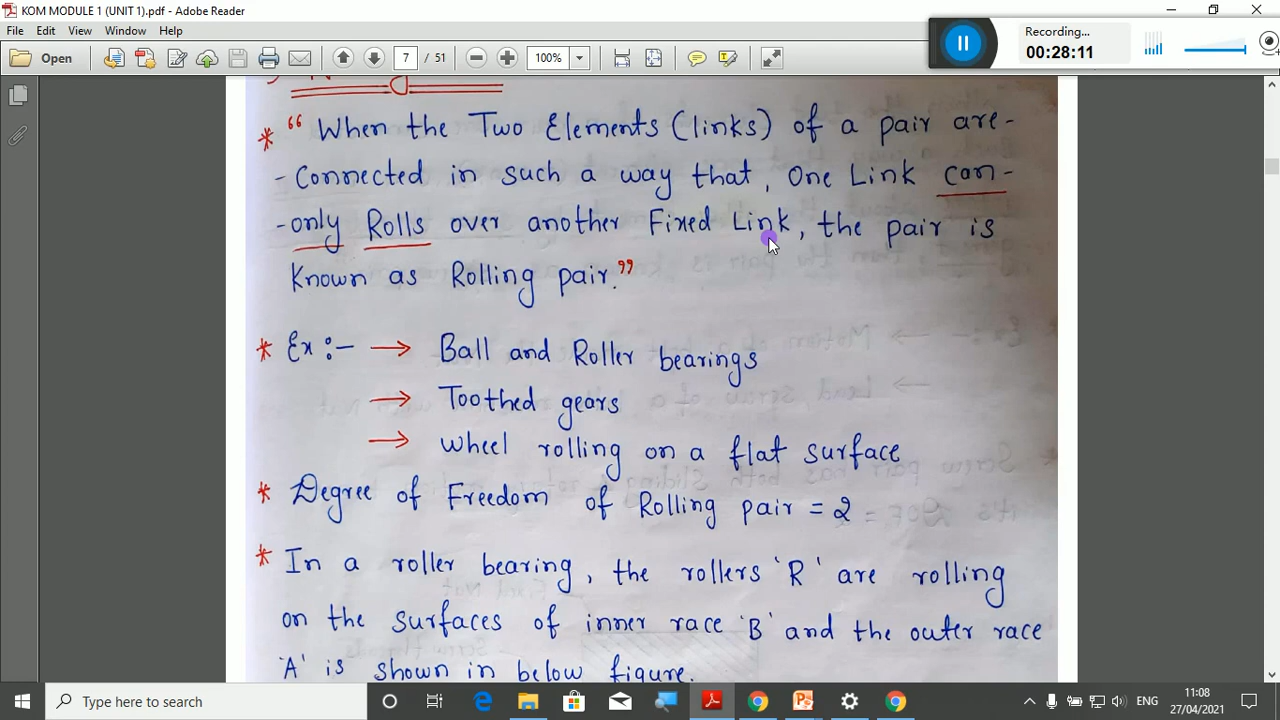 KOM MODULE 1 (UNIT 1).pdf - Adobe Reader
File Edit View Window Help
Recording...
00:28:11
Open 7 / 51 100%
* “ When the Two Elements (links) of a pair are-
- Connected in such a way that, One Link can-
- only Rolls over another Fixed Link, the pair is
Known as Rolling pair.”
* Ex :- → Ball and Roller bearings
→ Toothed gears
→ Wheel rolling on a flat surface
* Degree of Freedom of Rolling pair = 2
* In a roller bearing, the rollers ‘R’ are rolling
on the surfaces of inner race ‘B’ and the outer race
‘A’ is shown in below figure.
Type here to search
ENG
11:08
27/04/2021